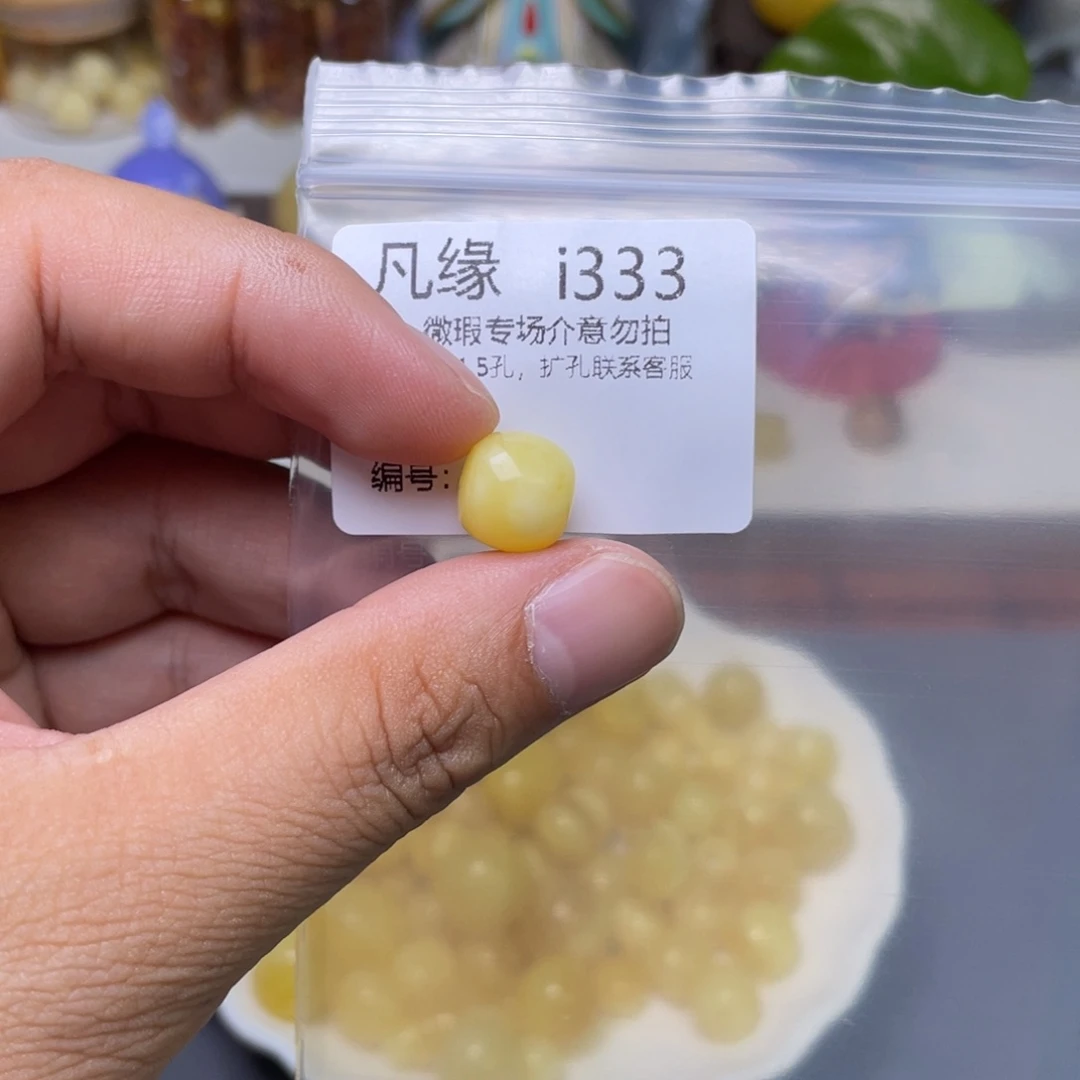 凡缘 i333
微瑕专场介意勿拍
.5孔，扩孔联系客服
编号：